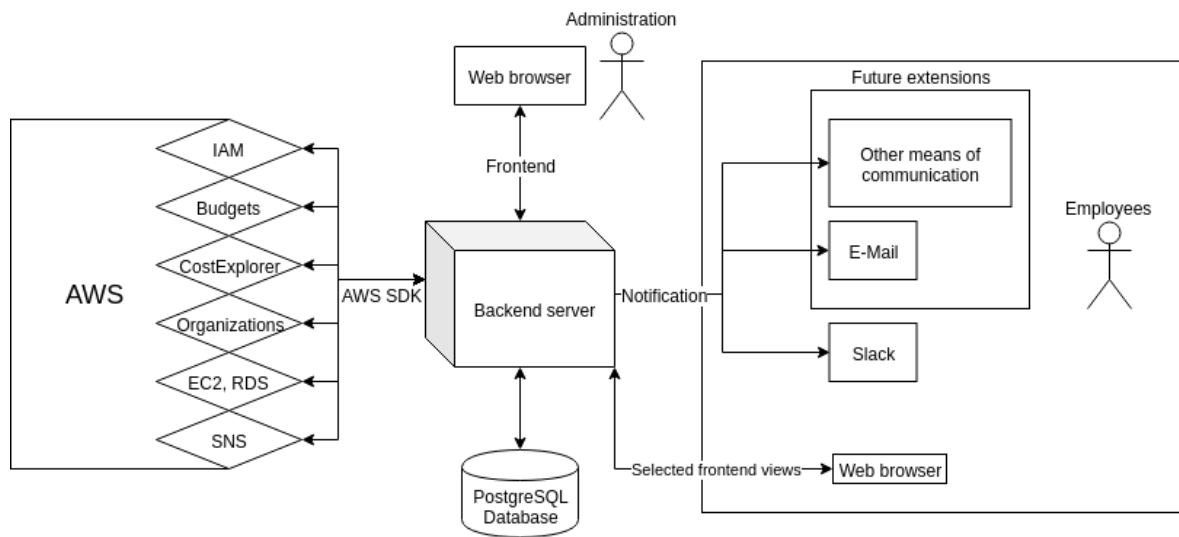 Administration
Web browser
Frontend
AWS
IAM
Budgets
CostExplorer
Organizations
EC2, RDS
SNS
AWS SDK
Backend server
PostgreSQL
Database
Notification
Future extensions
Other means of
communication
E-Mail
Slack
Employees
Selected frontend views
Web browser